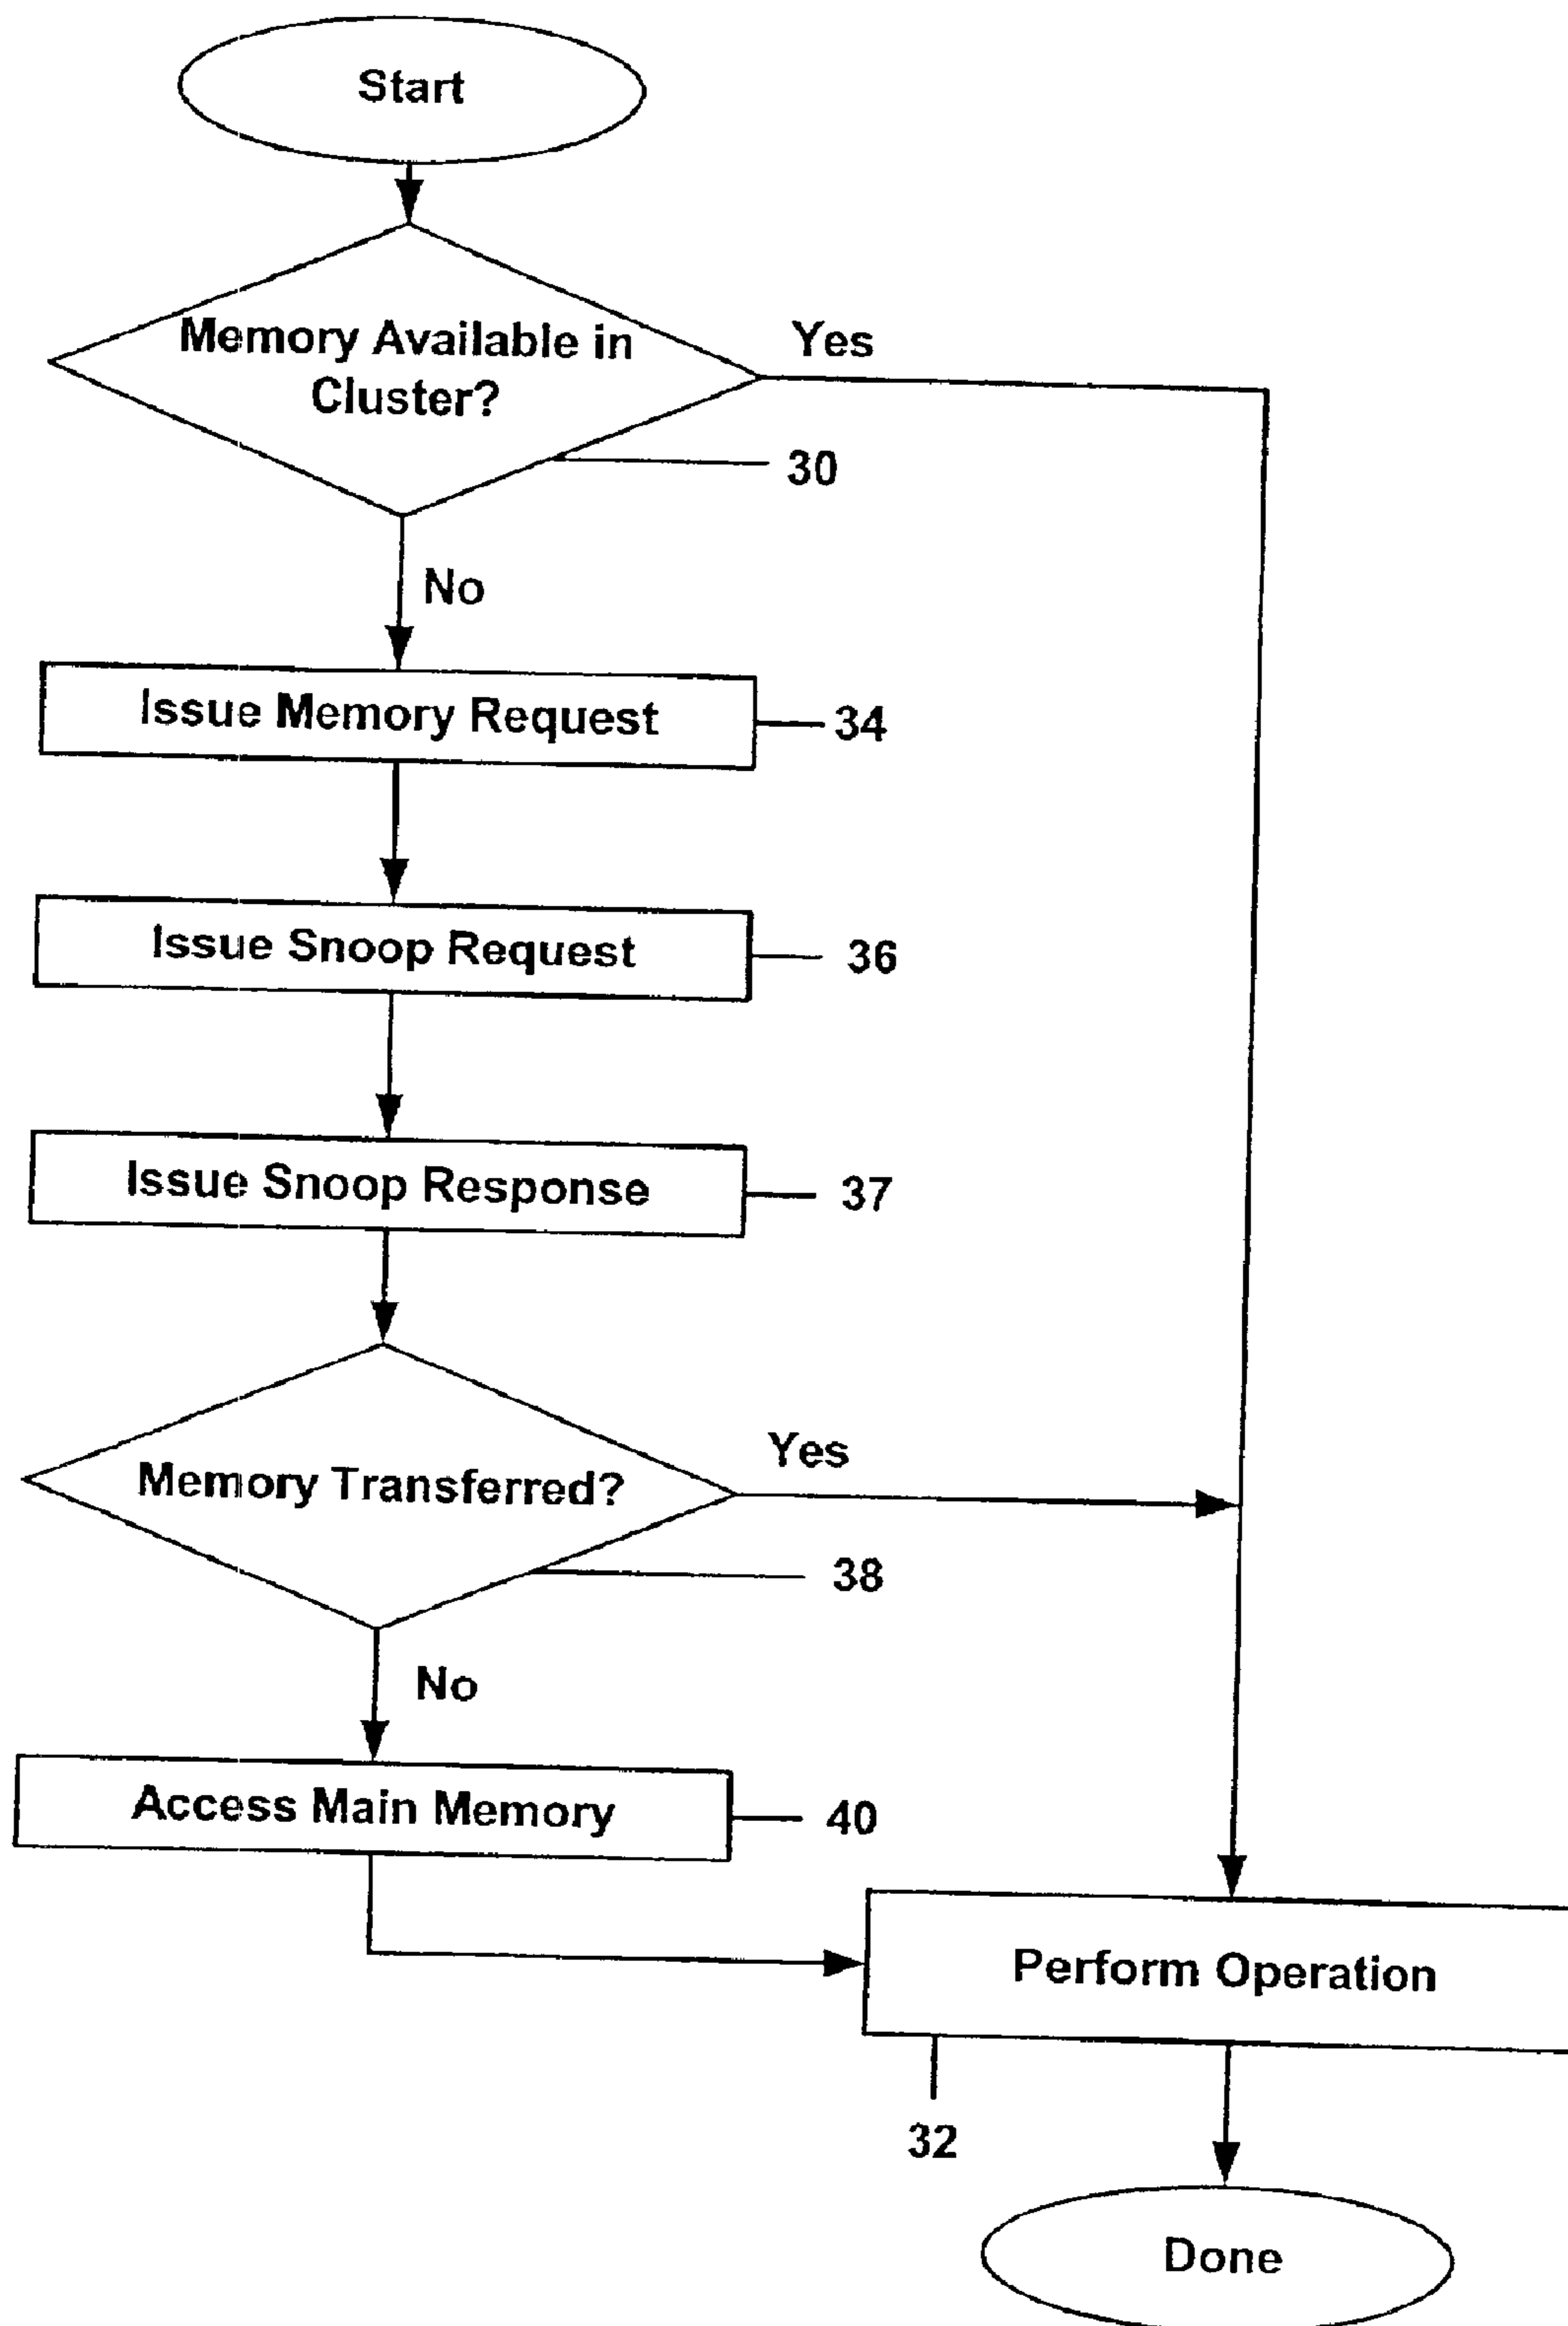 Start
Memory Available in
Cluster?
Yes
30
No
Issue Memory Request
34
Issue Snoop Request
36
Issue Snoop Response
37
Memory Transferred?
Yes
38
No
Access Main Memory
40
Perform Operation
32
Done